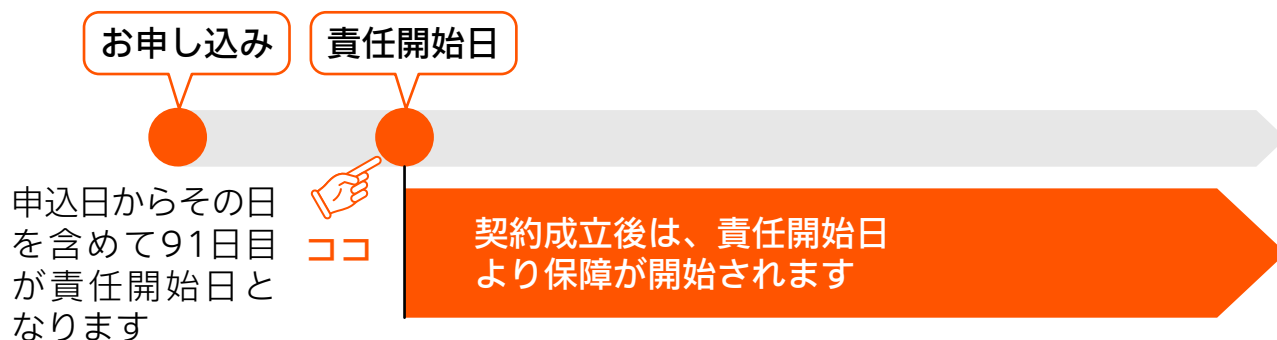 お申し込み
責任開始日
申込日からその日
を含めて91日目
が責任開始日と
なります
ココ
契約成立後は、責任開始日
より保障が開始されます